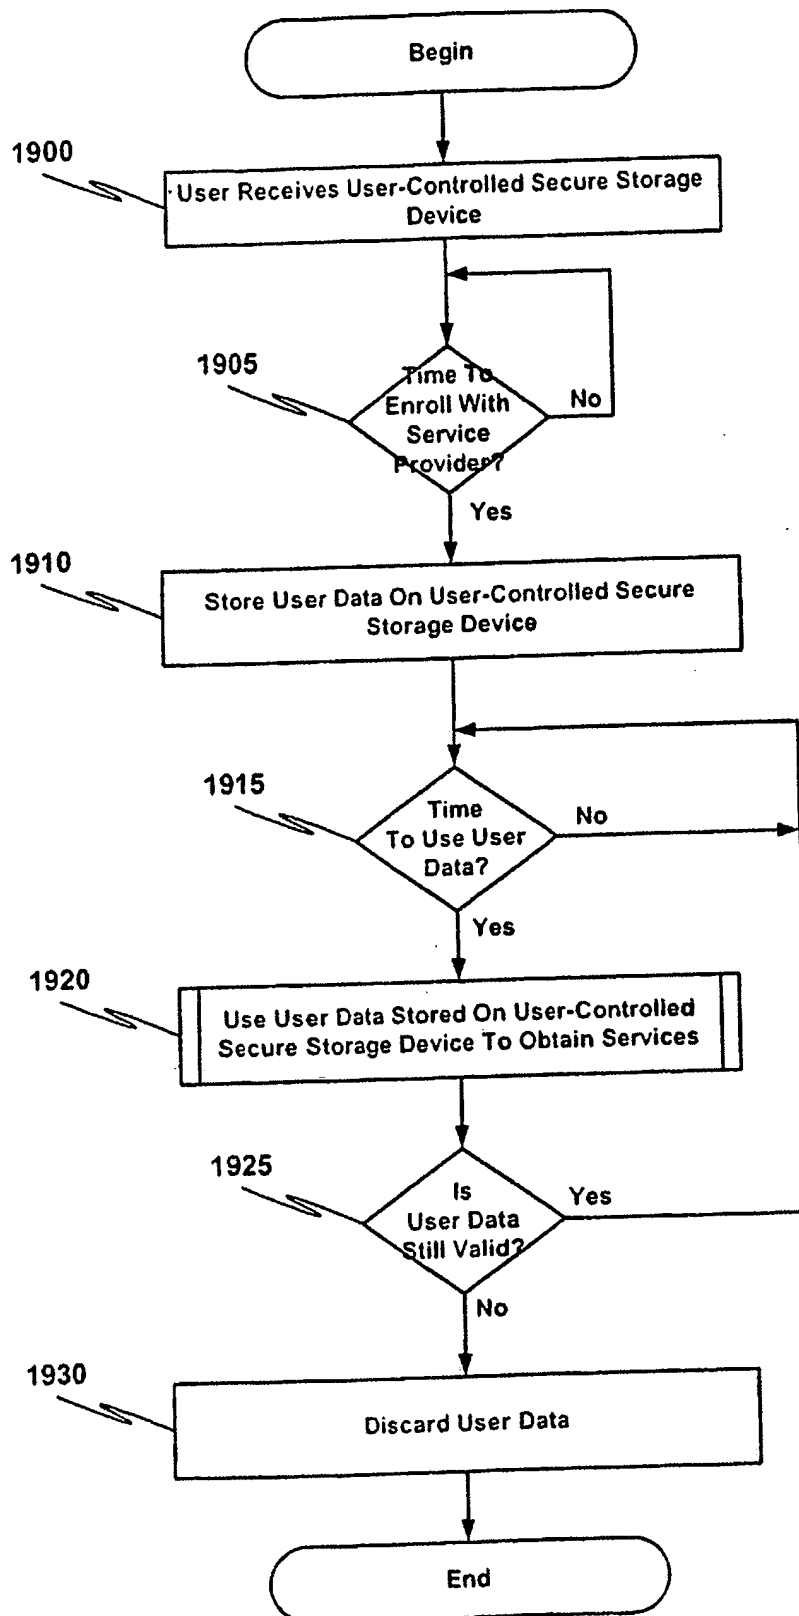 Begin
1900
User Receives User-Controlled Secure Storage
Device
1905
Time To
Enroll With
Service
Provider?
No
Yes
1910
Store User Data On User-Controlled Secure
Storage Device
1915
Time
To Use User
Data?
No
Yes
1920
Use User Data Stored On User-Controlled
Secure Storage Device To Obtain Services
1925
Is
User Data
Still Valid?
Yes
No
1930
Discard User Data
End